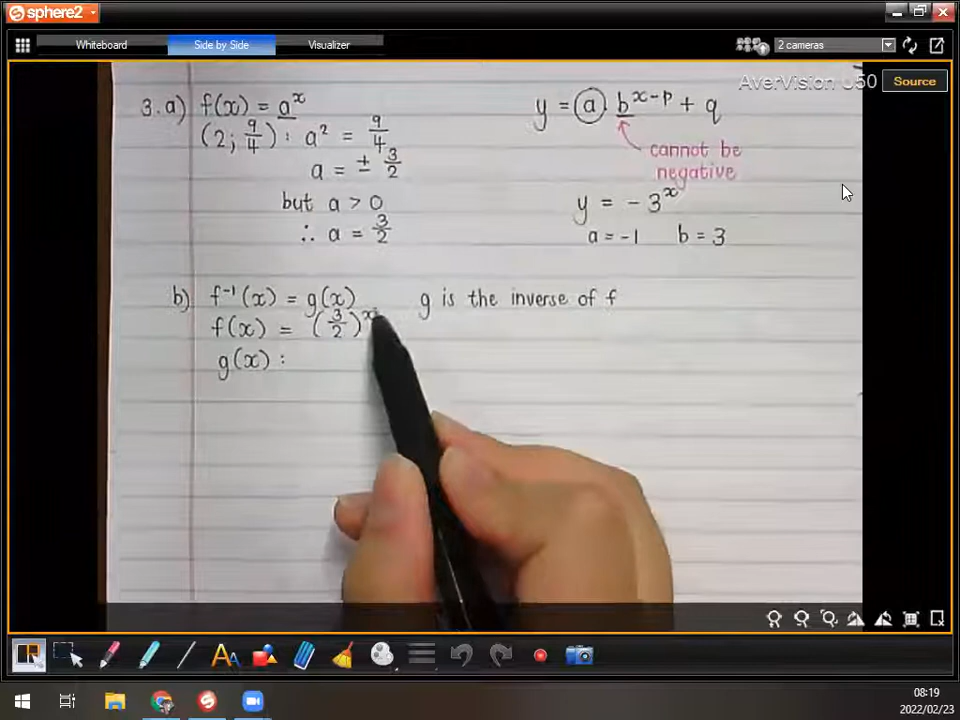 sphere2
Whiteboard
Side by Side
Visualizer
2 cameras
AverVision U50
Source
3. a) f(x) = a^x
(2; 9/4) : a² = 9/4
a = ± 3/2
but a > 0
∴ a = 3/2
y = a . b^(x-p) + q
cannot be
negative
y = - 3^x
a = -1 b = 3
b) f⁻¹(x) = g(x) g is the inverse of f
f(x) = (3/2)^x
g(x) :
08:19
2022/02/23